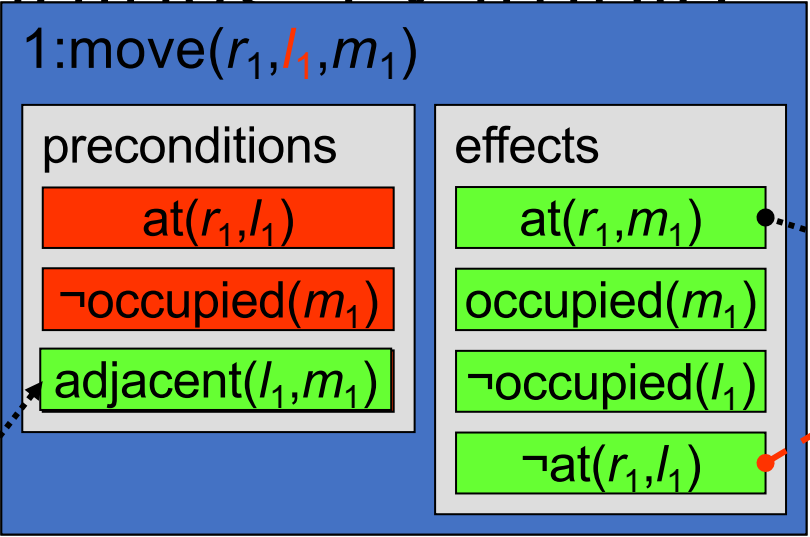 1:move(r₁,l₁,m₁)
preconditions
at(r₁,l₁)
¬occupied(m₁)
adjacent(l₁,m₁)
effects
at(r₁,m₁)
occupied(m₁)
¬occupied(l₁)
¬at(r₁,l₁)